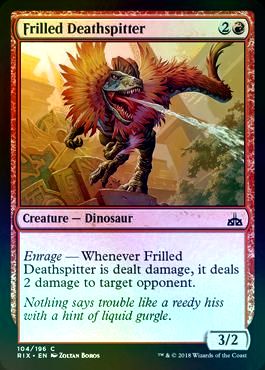 Frilled Deathspitter 2
Creature — Dinosaur
Enrage — Whenever Frilled
Deathspitter is dealt damage, it deals
2 damage to target opponent.
Nothing says trouble like a reedy hiss
with a hint of liquid gurgle.
3/2
104/196 C
RIX • EN ZOLTAN BOROS
™ & © 2018 Wizards of the Coast